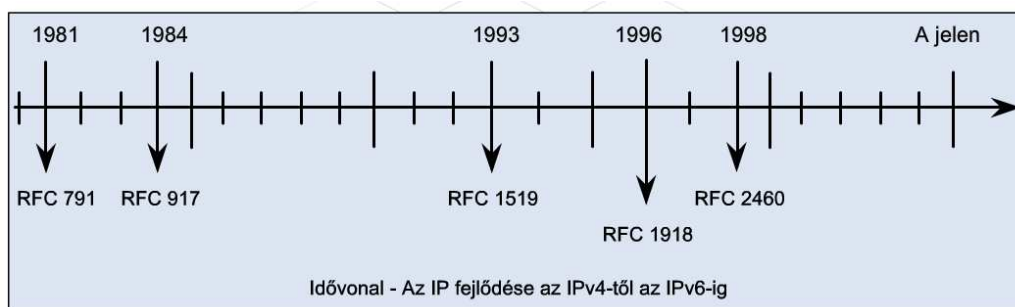 1981 1984 1993 1996 1998 A jelen
RFC 791 RFC 917 RFC 1519 RFC 2460
RFC 1918
Idővonal - Az IP fejlődése az IPv4-től az IPv6-ig